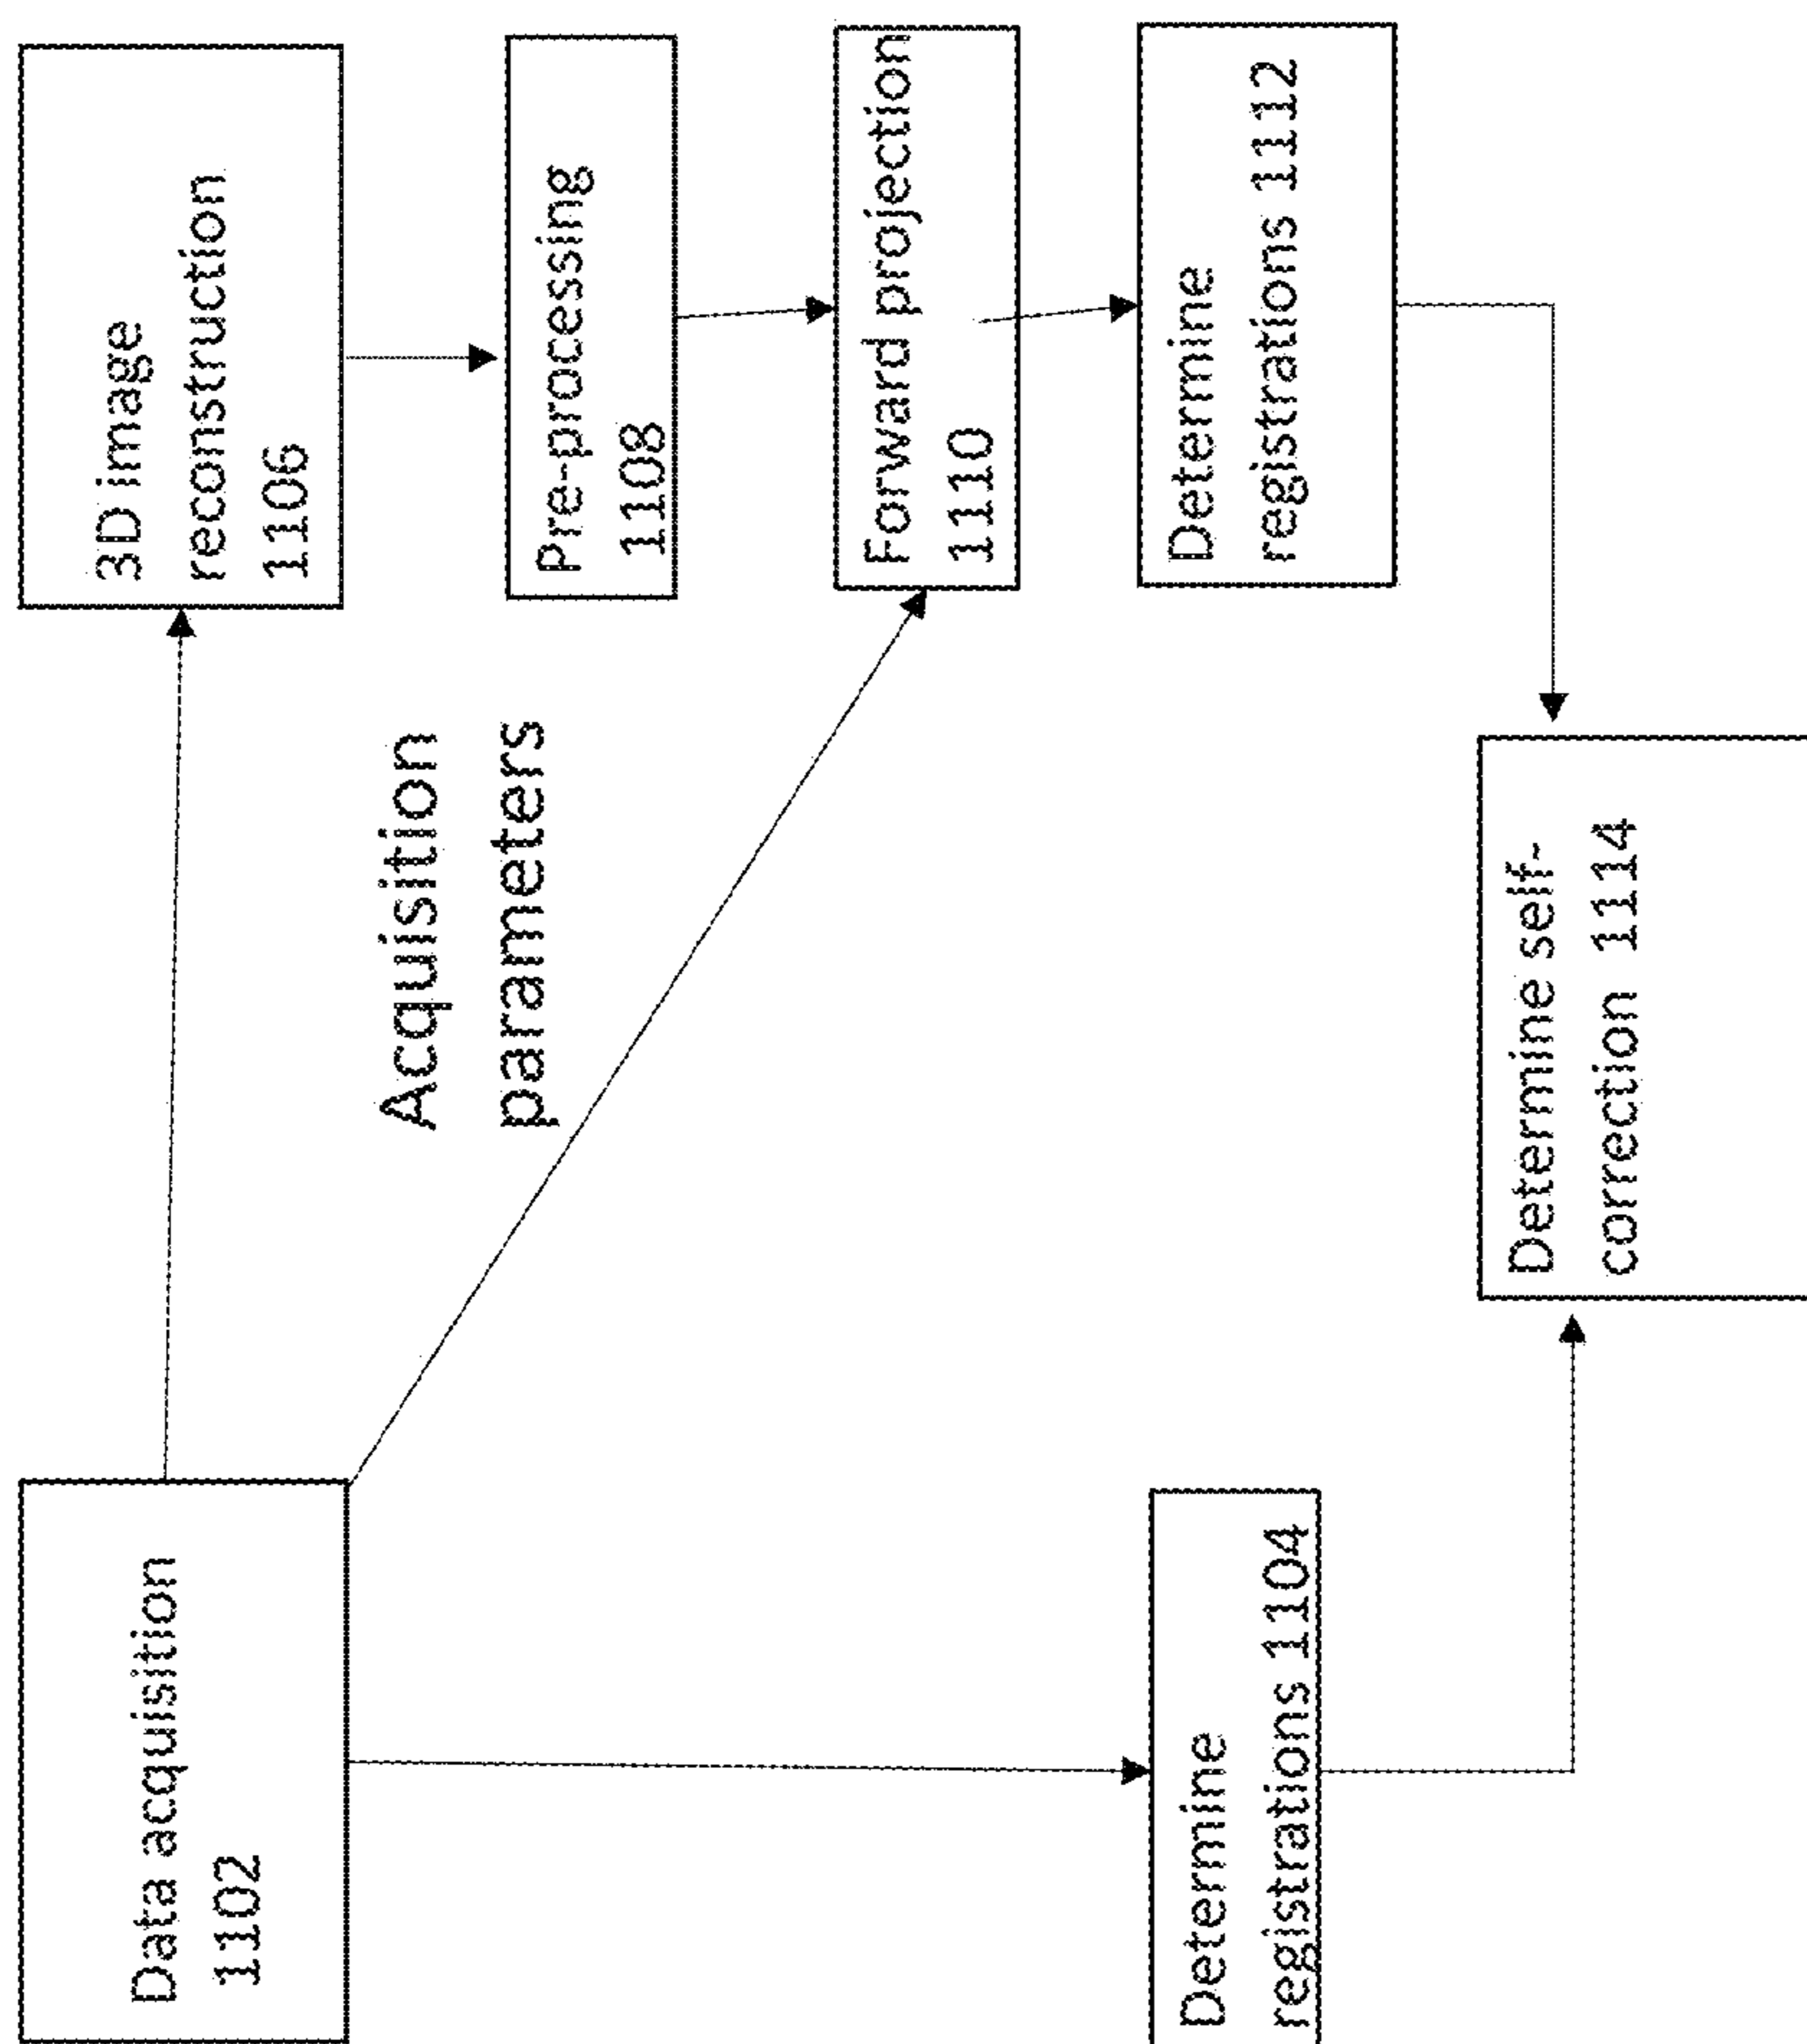 Data acquisition
1102
3D image
reconstruction
1106
Acquisition
parameters
Pre-processing
1108
Forward projection
1110
Determine
registrations 1104
Determine
registrations 1112
Determine self-
correction 1114